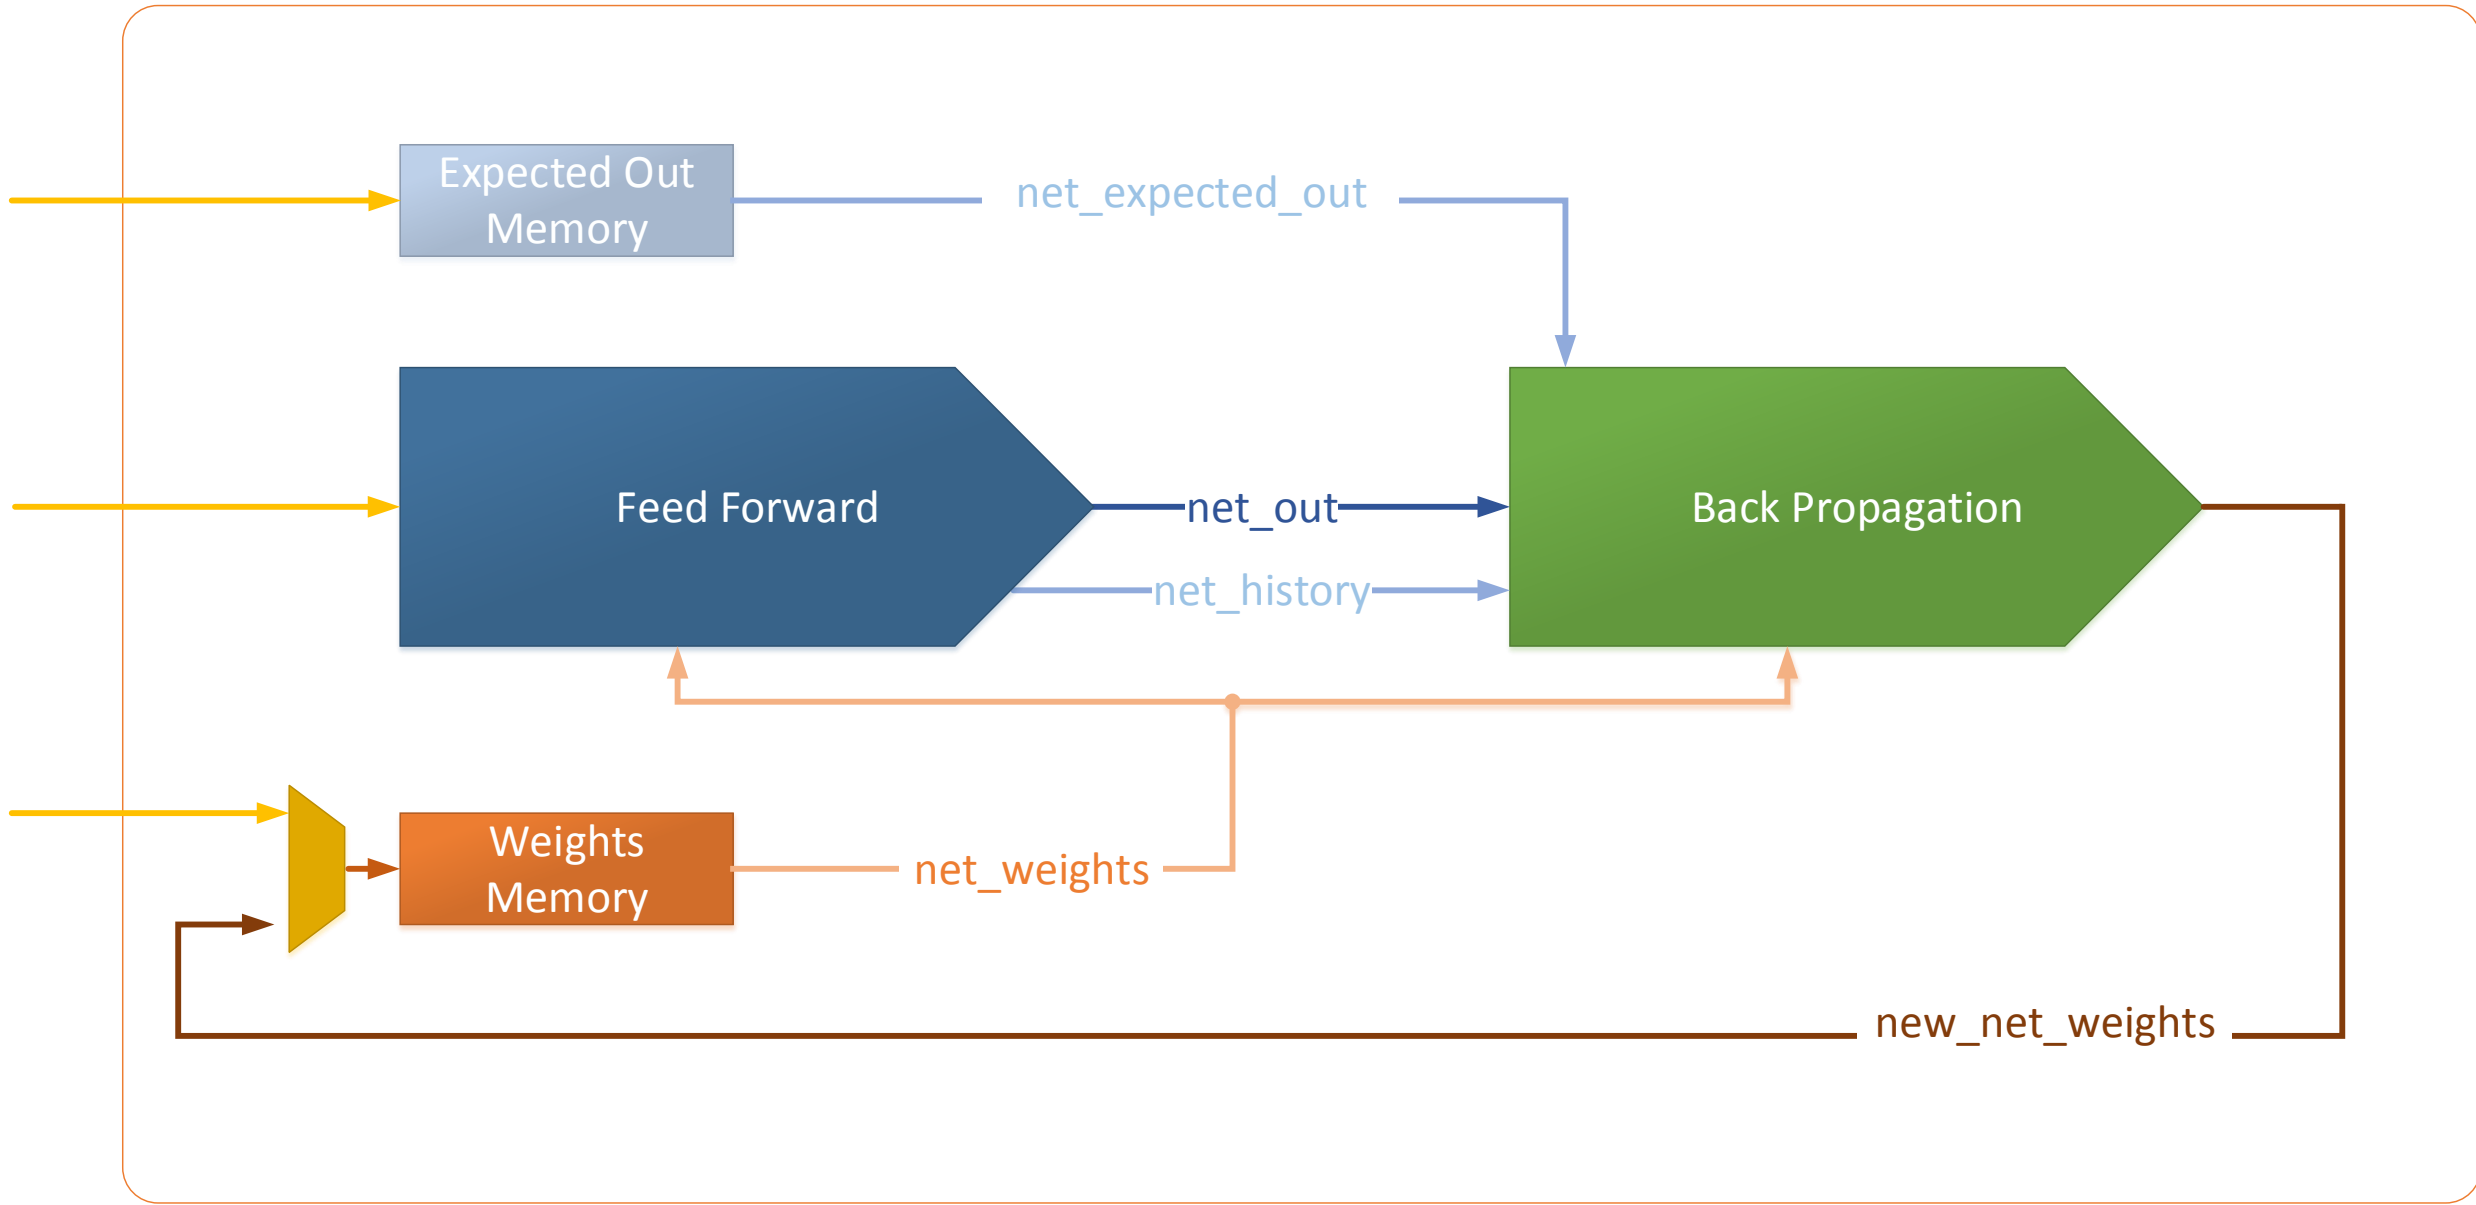 Expected Out
Memory
net_expected_out
Feed Forward
net_out
Back Propagation
net_history
Weights
Memory
net_weights
new_net_weights